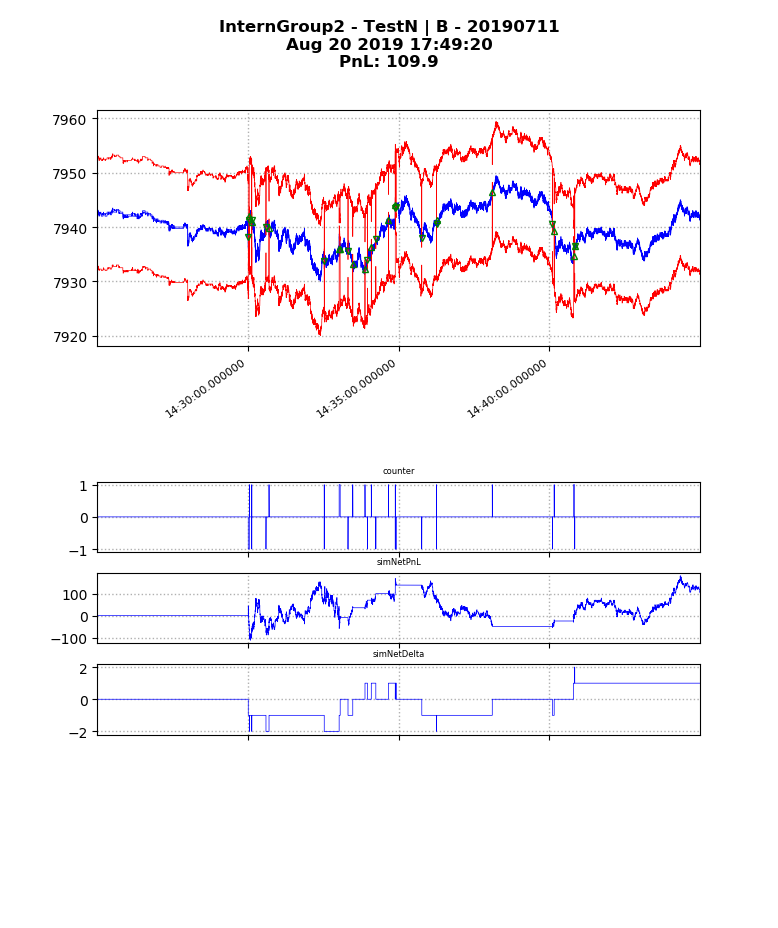 InternGroup2 - TestN | B - 20190711
Aug 20 2019 17:49:20
PnL: 109.9
7960
7950
7940
7930
7920
14:30:00.000000
14:35:00.000000
14:40:00.000000
counter
1
0
−1
simNetPnL
100
0
−100
simNetDelta
2
0
−2